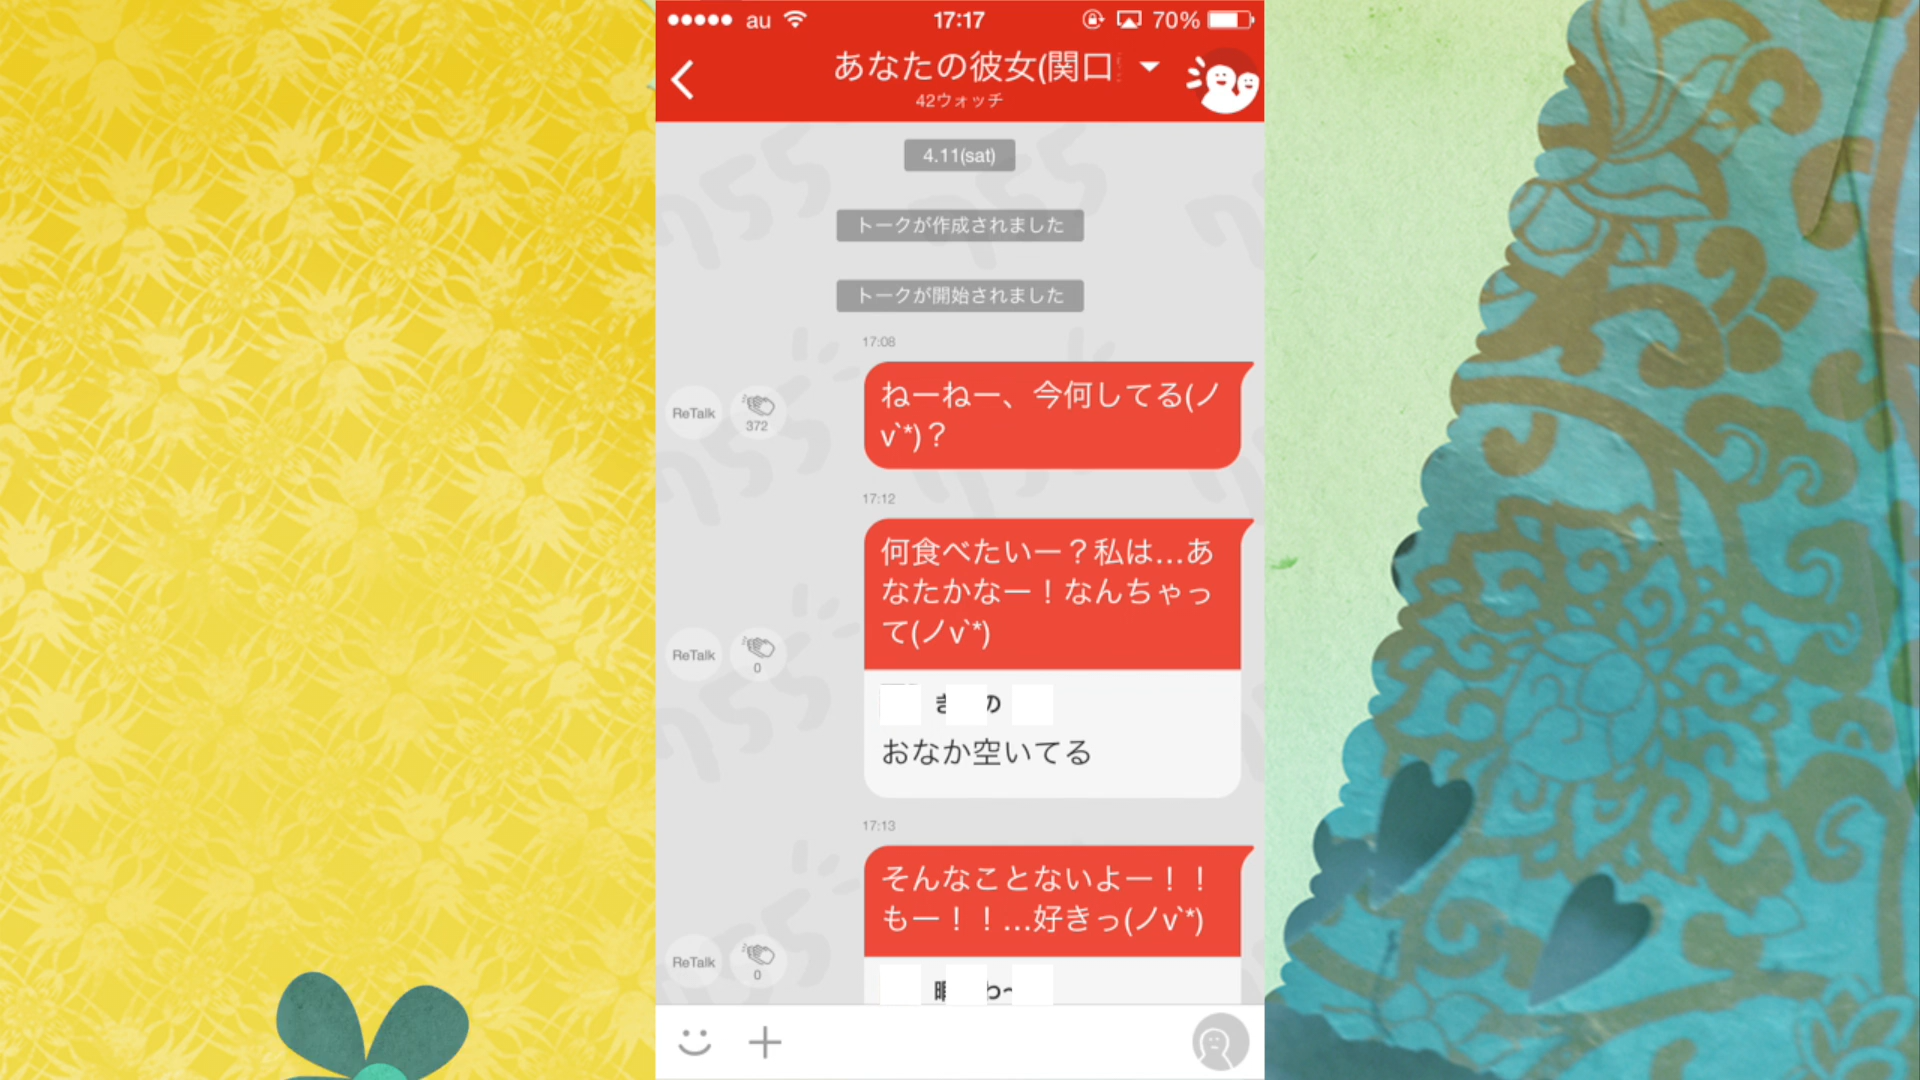 au 17:17 70%
あなたの彼女(関口
42ウォッチ
4.11(sat)
トークが作成されました
トークが開始されました
17:08
ねーねー、今何してる(ノ
v`*)？
ReTalk
372
17:12
何食べたいー？私は...あ
なたかなー！なんちゃっ
て(ノv`*)
ReTalk
0
の
おなか空いてる
17:13
そんなことないよー！！
もー！！...好きっ(ノv`*)
ReTalk
0
755